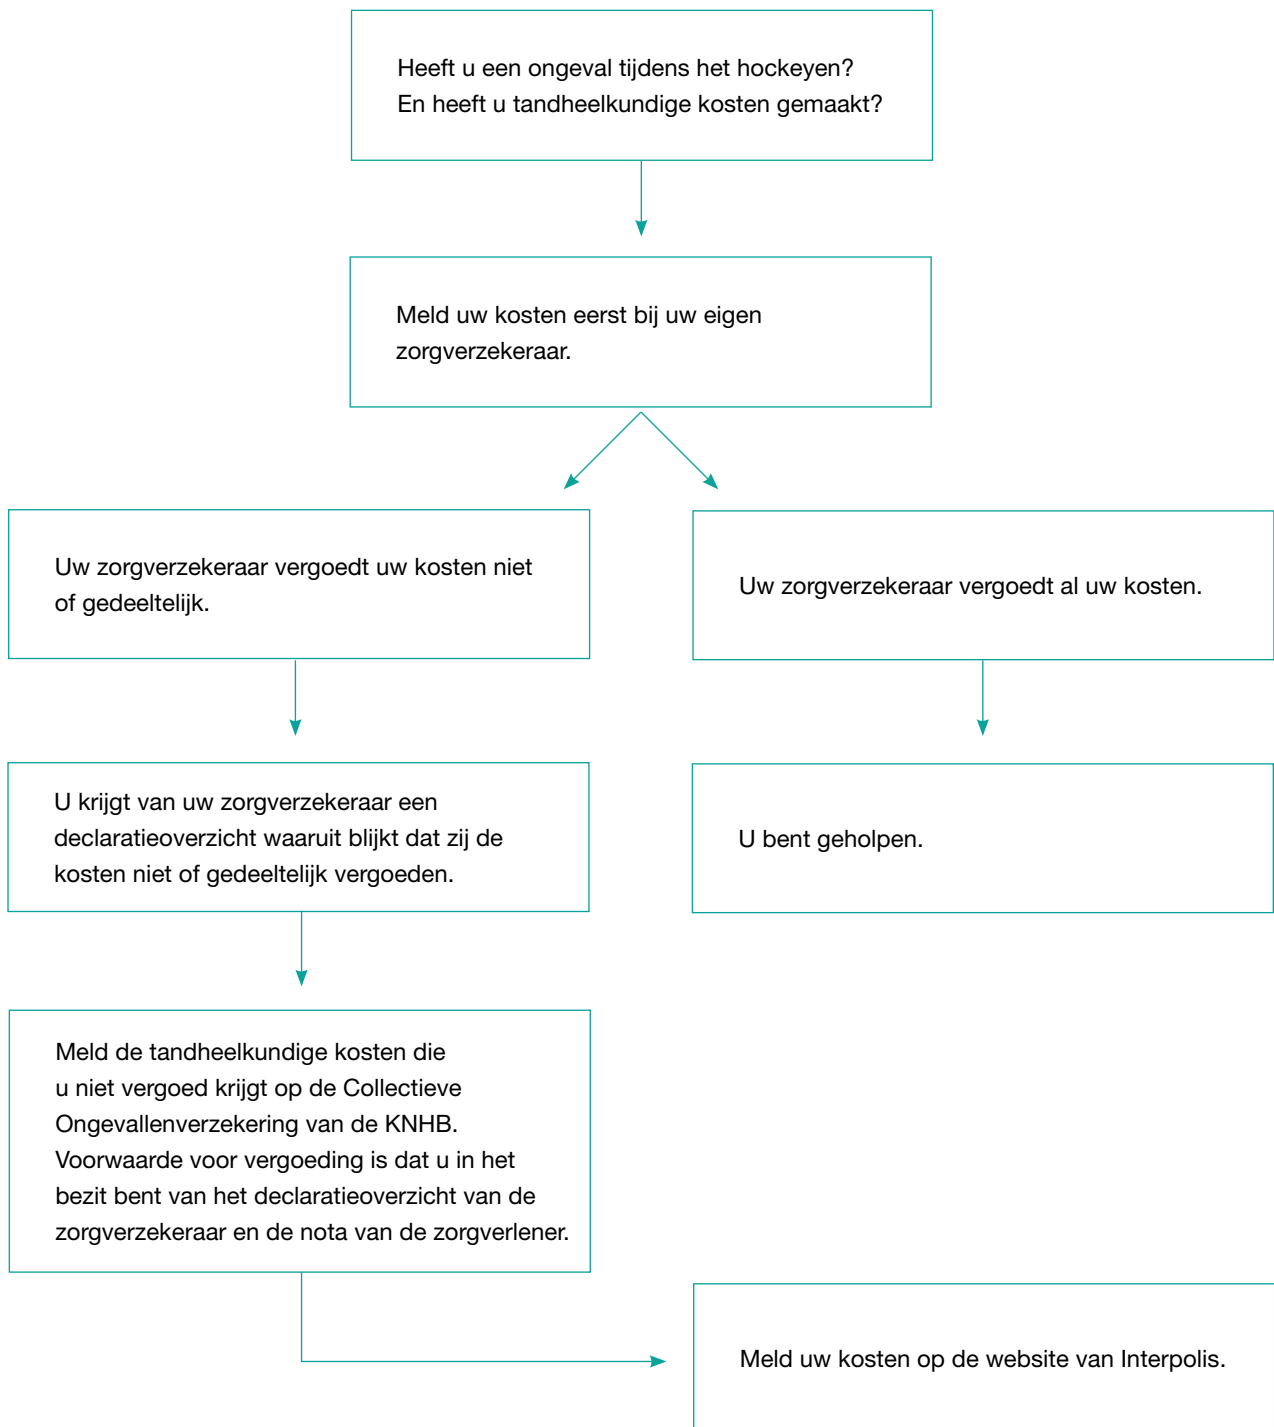 Heeft u een ongeval tijdens het hockeyen?
En heeft u tandheelkundige kosten gemaakt?
Meld uw kosten eerst bij uw eigen
zorgverzekeraar.
Uw zorgverzekeraar vergoedt uw kosten niet
of gedeeltelijk.
Uw zorgverzekeraar vergoedt al uw kosten.
U krijgt van uw zorgverzekeraar een
declaratieoverzicht waaruit blijkt dat zij de
kosten niet of gedeeltelijk vergoeden.
U bent geholpen.
Meld de tandheelkundige kosten die
u niet vergoed krijgt op de Collectieve
Ongevallenverzekering van de KNHB.
Voorwaarde voor vergoeding is dat u in het
bezit bent van het declaratieoverzicht van de
zorgverzekeraar en de nota van de zorgverlener.
Meld uw kosten op de website van Interpolis.